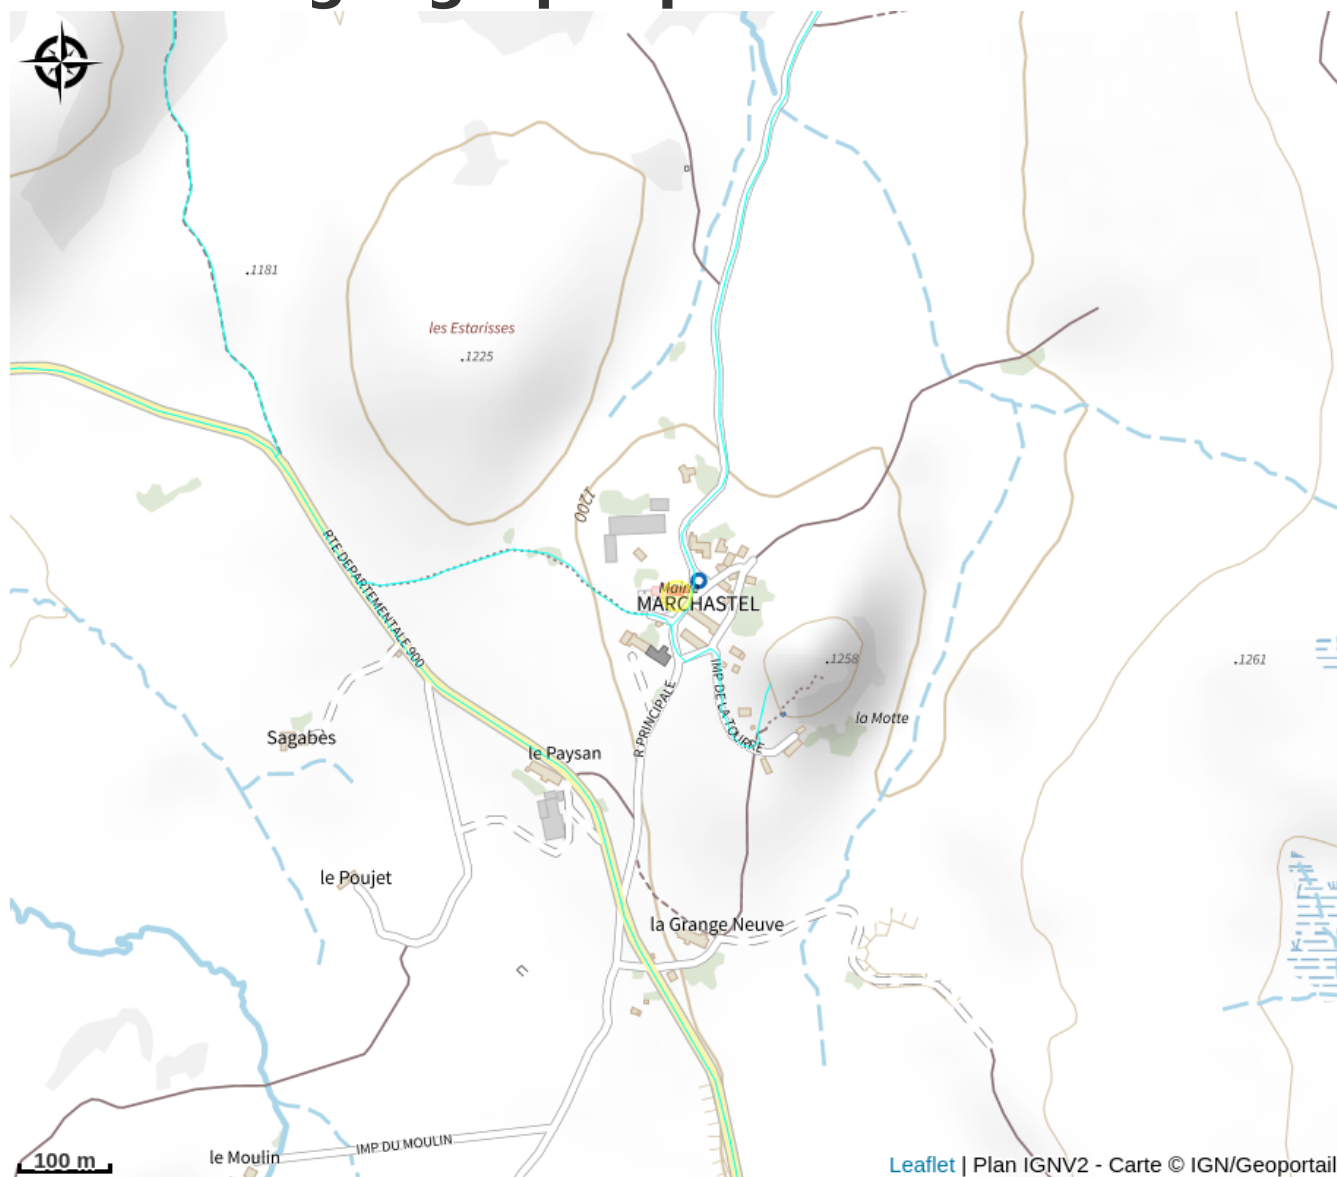 .1181
les Estarisses
.1225
1200
RTE DEPARTEMENTALE 900
Mairie
MARCHASTEL
.1258
.1261
IMP DE LA TOURRE
la Motte
R PRINCIPALE
Sagabès
le Paysan
le Poujet
la Grange Neuve
IMP DU MOULIN
le Moulin
100 m
Leaflet | Plan IGNV2 - Carte © IGN/Geoportail